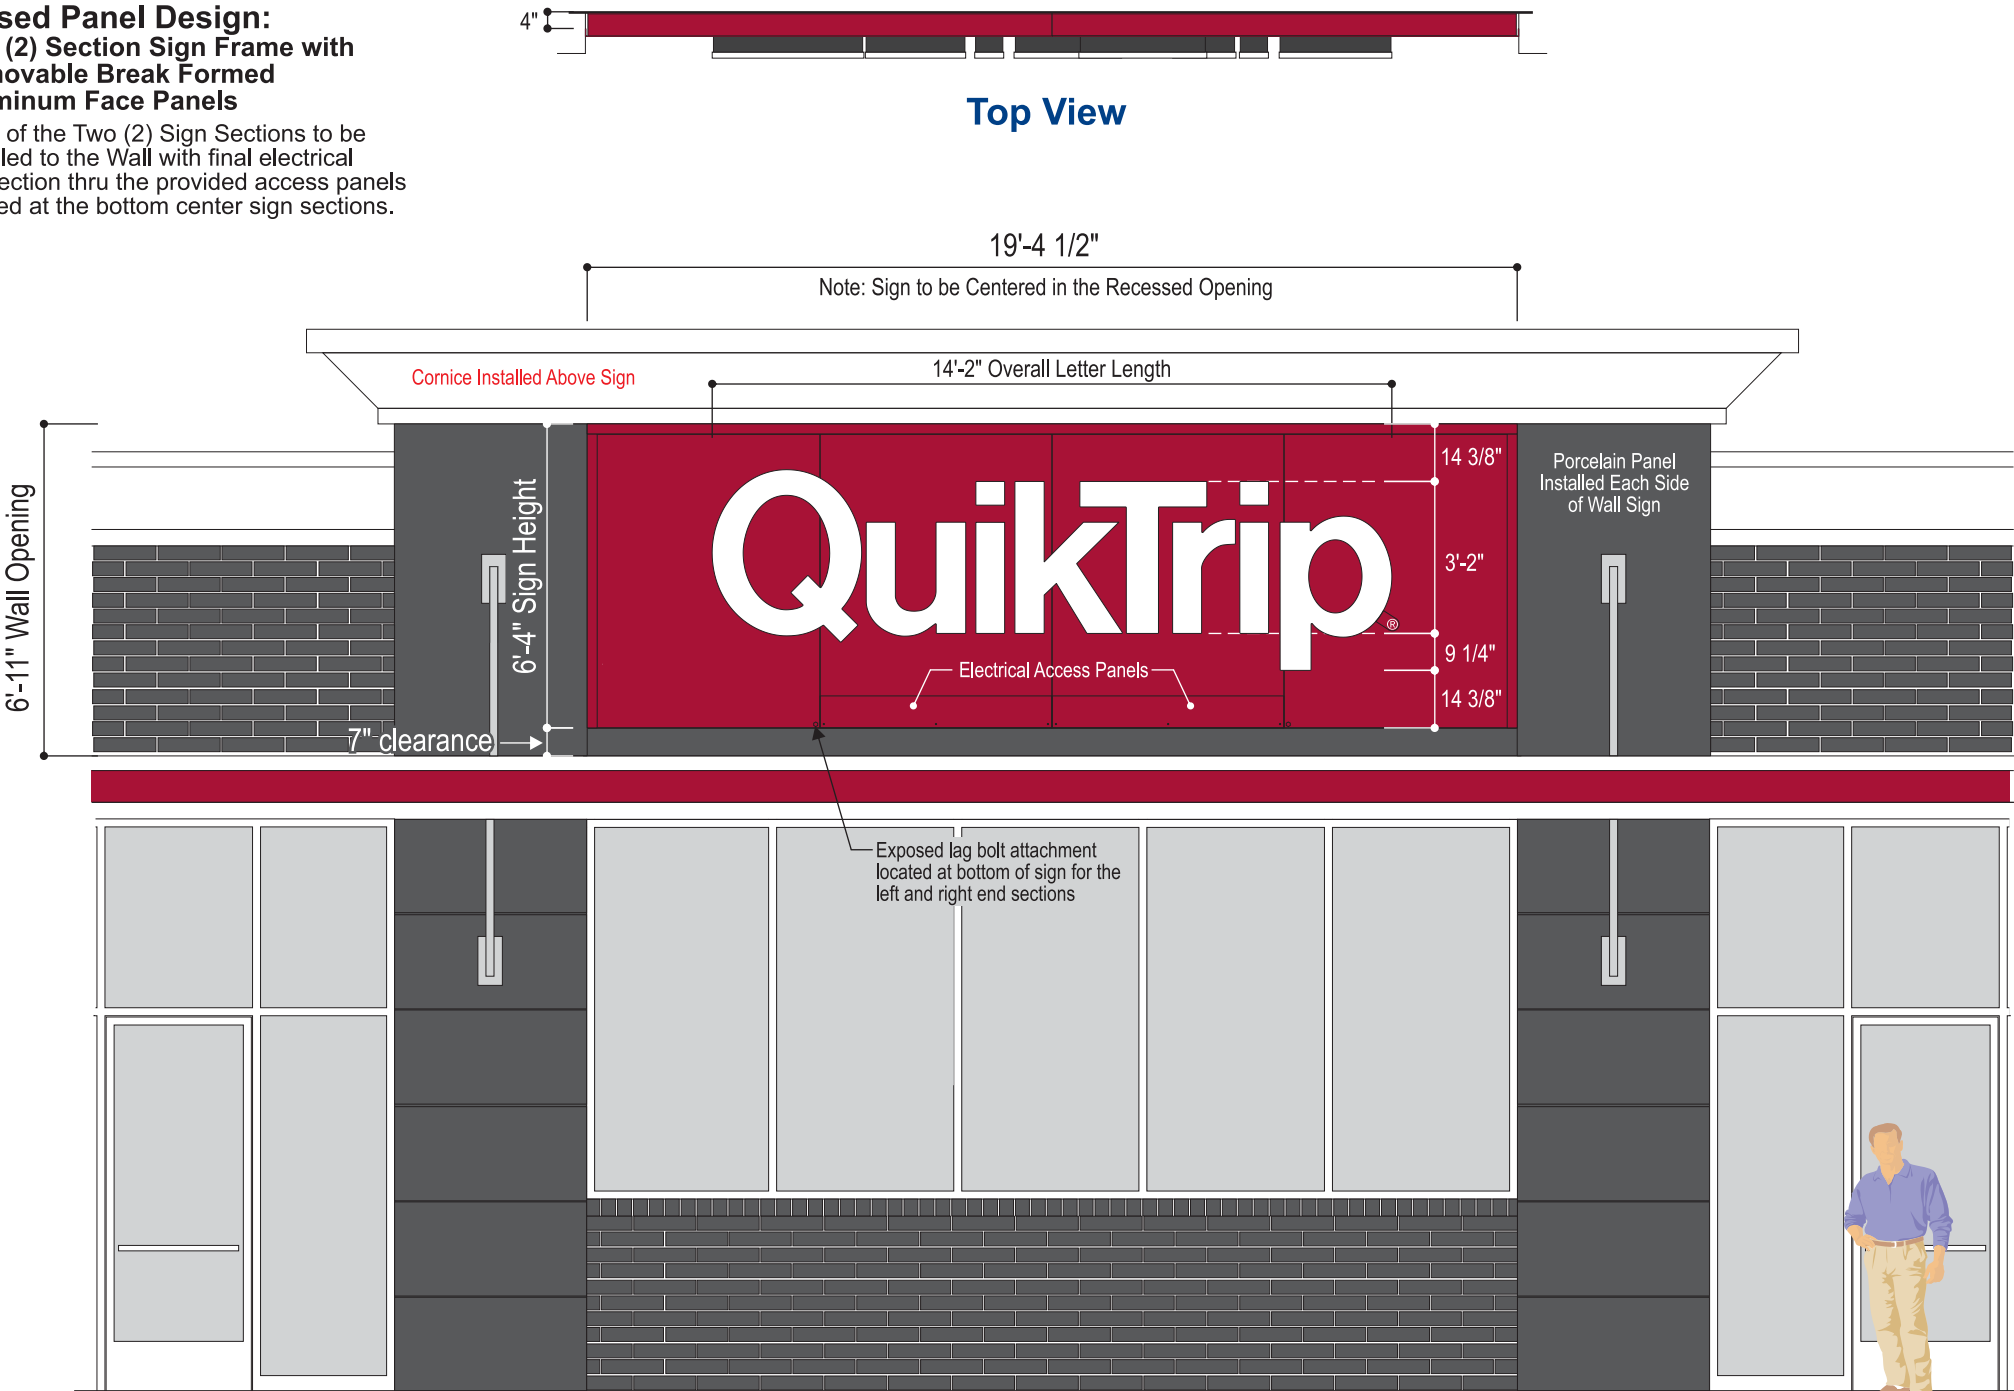 sed Panel Design:
(2) Section Sign Frame with
ovable Break Formed
minum Face Panels
of the Two (2) Sign Sections to be
led to the Wall with final electrical
ection thru the provided access panels
ed at the bottom center sign sections.
4"
Top View
19'-4 1/2"
Note: Sign to be Centered in the Recessed Opening
Cornice Installed Above Sign
14'-2" Overall Letter Length
6'-11" Wall Opening
6'-4" Sign Height
7" clearance
QuikTrip
®
14 3/8"
3'-2"
9 1/4"
14 3/8"
Porcelain Panel
Installed Each Side
of Wall Sign
Electrical Access Panels
Exposed lag bolt attachment
located at bottom of sign for the
left and right end sections